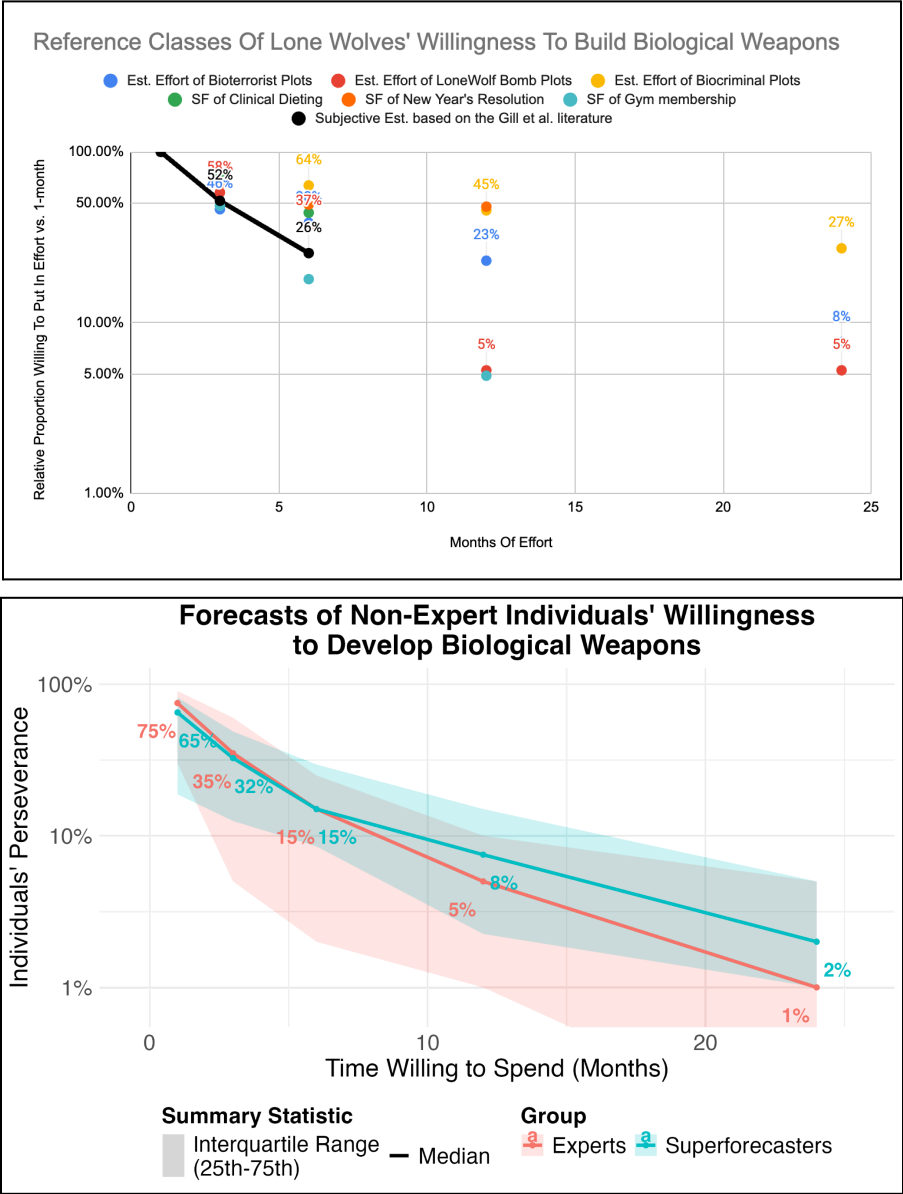 Reference Classes Of Lone Wolves' Willingness To Build Biological Weapons
Est. Effort of Bioterrorist Plots Est. Effort of LoneWolf Bomb Plots Est. Effort of Biocriminal Plots
SF of Clinical Dieting SF of New Year's Resolution SF of Gym membership
Subjective Est. based on the Gill et al. literature
Relative Proportion Willing To Put In Effort vs. 1-month
100.00%
58%
52%
46%
64%
37%
26%
45%
23%
27%
50.00%
10.00%
8%
5%
5%
5.00%
1.00%
0 5 10 15 20 25
Months Of Effort
Forecasts of Non-Expert Individuals' Willingness
to Develop Biological Weapons
Individuals' Perseverance
100%
75%
65%
35% 32%
10%
15% 15%
8%
5%
2%
1%
1%
0 10 20
Time Willing to Spend (Months)
Summary Statistic
Interquartile Range
(25th-75th)
Median
Group
a Experts a Superforecasters